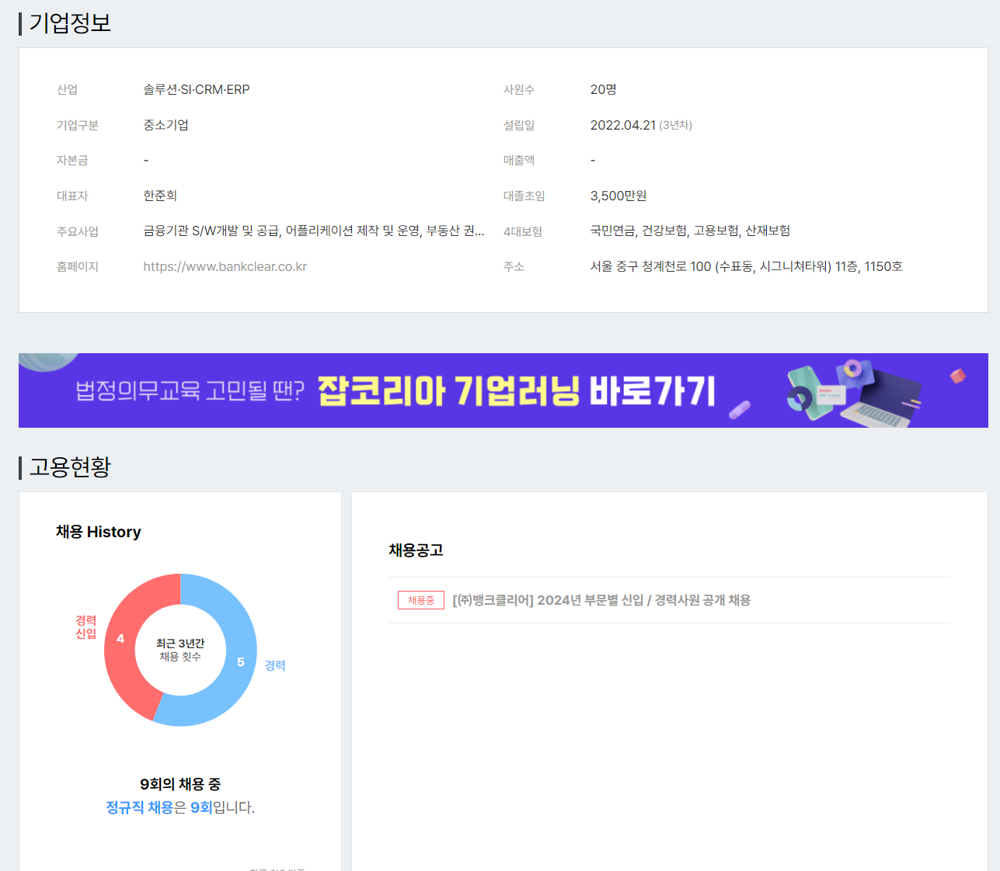 기업정보
산업 솔루션·SI·CRM·ERP 사원수 20명
기업구분 중소기업 설립일 2022.04.21 (3년차)
자본금 - 매출액 -
대표자 한준희 대졸초임 3,500만원
주요사업 금융기관 S/W개발 및 공급, 어플리케이션 제작 및 운영, 부동산 권... 4대보험 국민연금, 건강보험, 고용보험, 산재보험
홈페이지 https://www.bankclear.co.kr 주소 서울 중구 청계천로 100 (수표동, 시그니쳐타워) 11층, 1150호
법정의무교육 고민될 땐? 잡코리아 기업러닝 바로가기
고용현황
채용 History
경력
신입
4
최근 3년간
채용 횟수
5
경력
9회의 채용 중
정규직 채용은 9회입니다.
채용공고
채용중 [㈜뱅크클리어] 2024년 부문별 신입 / 경력사원 공개 채용